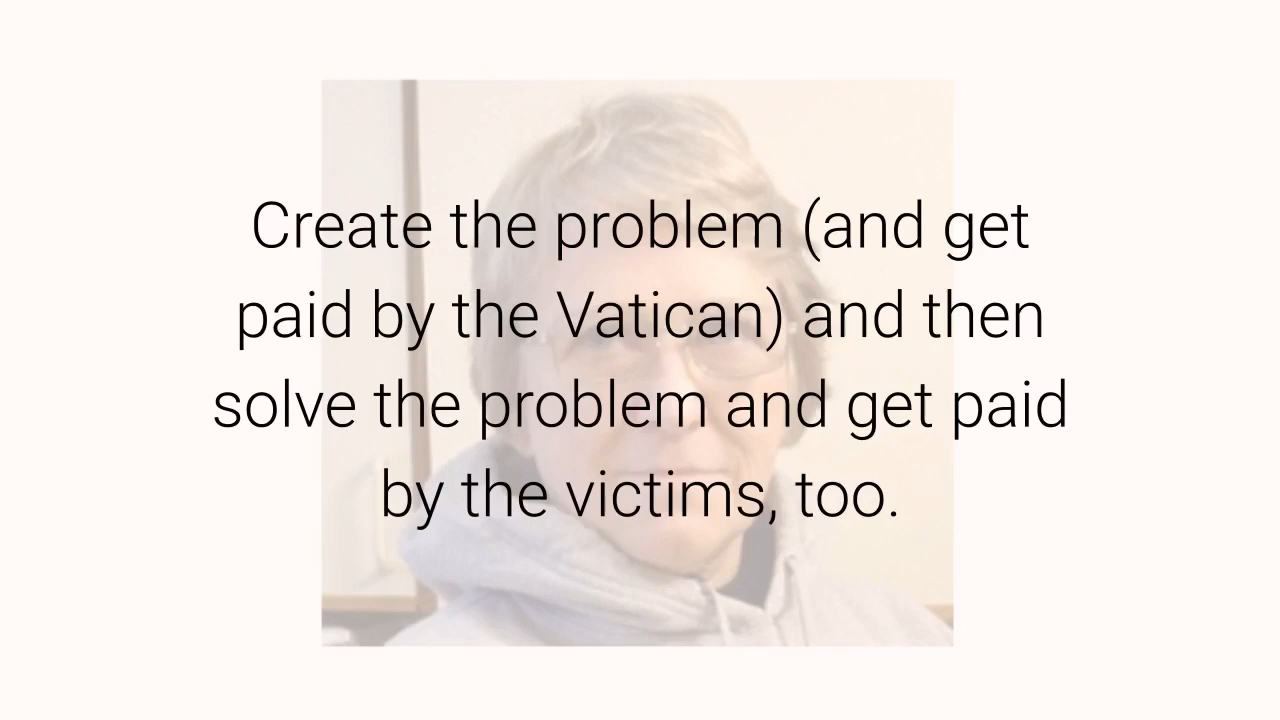 Create the problem (and get
paid by the Vatican) and then
solve the problem and get paid
by the victims, too.